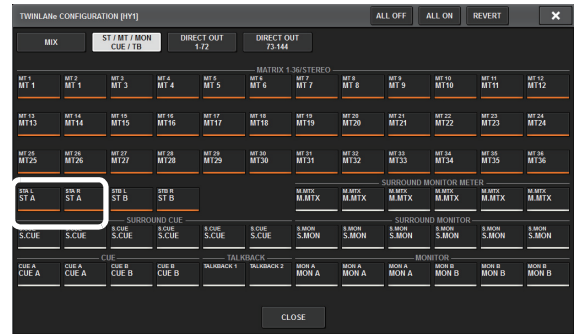 TWINLANe CONFIGURATION [HY1] ALL OFF ALL ON REVERT ×
MIX ST / MT / MON CUE / TB DIRECT OUT 1-72 DIRECT OUT 73-144
MATRIX 1-36/STEREO
MT 1 MT 2 MT 3 MT 4 MT 5 MT 6 MT 7 MT 8 MT 9 MT 10 MT 11 MT 12
MT 1 MT 1 MT 3 MT 4 MT 5 MT 6 MT 7 MT 8 MT 9 MT10 MT11 MT12
MT 13 MT 14 MT 15 MT 16 MT 17 MT 18 MT 19 MT 20 MT 21 MT 22 MT 23 MT 24
MT13 MT14 MT15 MT16 MT17 MT18 MT19 MT20 MT21 MT22 MT23 MT24
MT 25 MT 26 MT 27 MT 28 MT 29 MT 30 MT 31 MT 32 MT 33 MT 34 MT 35 MT 36
MT25 MT26 MT27 MT28 MT29 MT30 MT31 MT32 MT33 MT34 MT35 MT36
SURROUND MONITOR METER
STA L STA R STB L STB R M.MTX M.MTX M.MTX M.MTX M.MTX M.MTX
ST A ST A ST B ST B M.MTX M.MTX M.MTX M.MTX M.MTX M.MTX
SURROUND CUE SURROUND MONITOR
S.CUE S.CUE S.CUE S.CUE S.CUE S.CUE S.MON S.MON S.MON S.MON S.MON S.MON
S.CUE S.CUE S.CUE S.CUE S.CUE S.CUE S.MON S.MON S.MON S.MON S.MON S.MON
CUE TALKBACK MONITOR
CUE A CUE A CUE B CUE B TALKBACK 1 TALKBACK 2 MON A MON A MON A MON B MON B MON B
CUE A CUE A CUE B CUE B MON A MON A MON A MON B MON B MON B
CLOSE